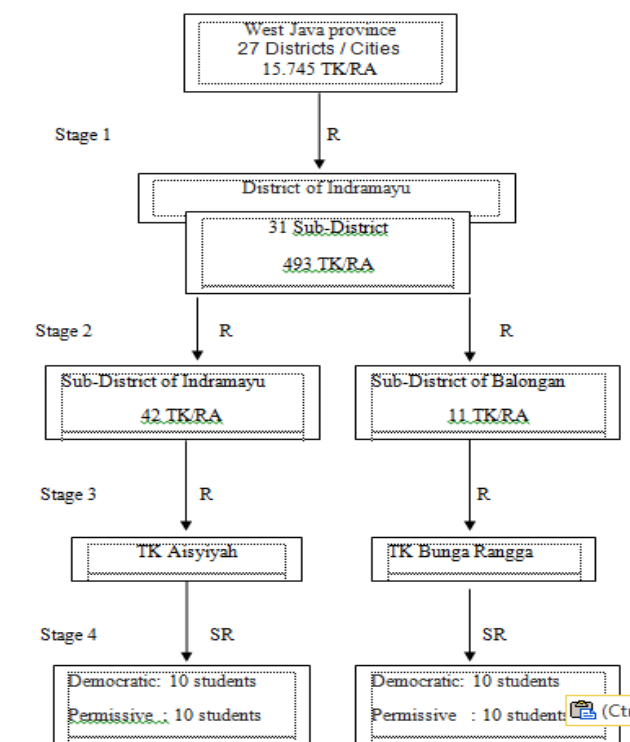 West Java province
27 Districts / Cities
15.745 TK/RA
Stage 1 R
District of Indramayu
31 Sub-District
493 TK/RA
Stage 2 R R
Sub-District of Indramayu Sub-District of Balongan
42 TK/RA 11 TK/RA
Stage 3 R R
TK Aisyiyah TK Bunga Rangga
Stage 4 SR SR
Democratic: 10 students Democratic: 10 students
Permissive : 10 students Permissive : 10 students